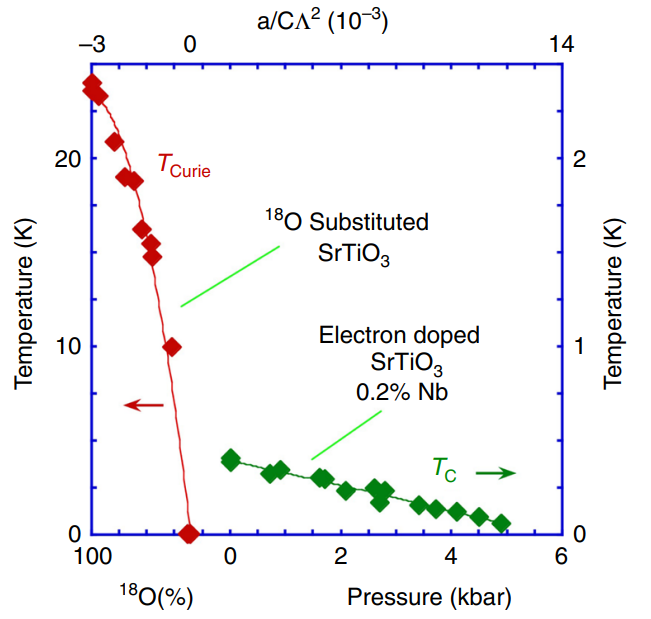 a/CΛ² (10⁻³)
−3 0 14
20 2
T_Curie
¹⁸O Substituted
SrTiO₃
Temperature (K)
Temperature (K)
10 1
Electron doped
SrTiO₃
0.2% Nb
T_C
0 0
100 0 2 4 6
¹⁸O(%) Pressure (kbar)